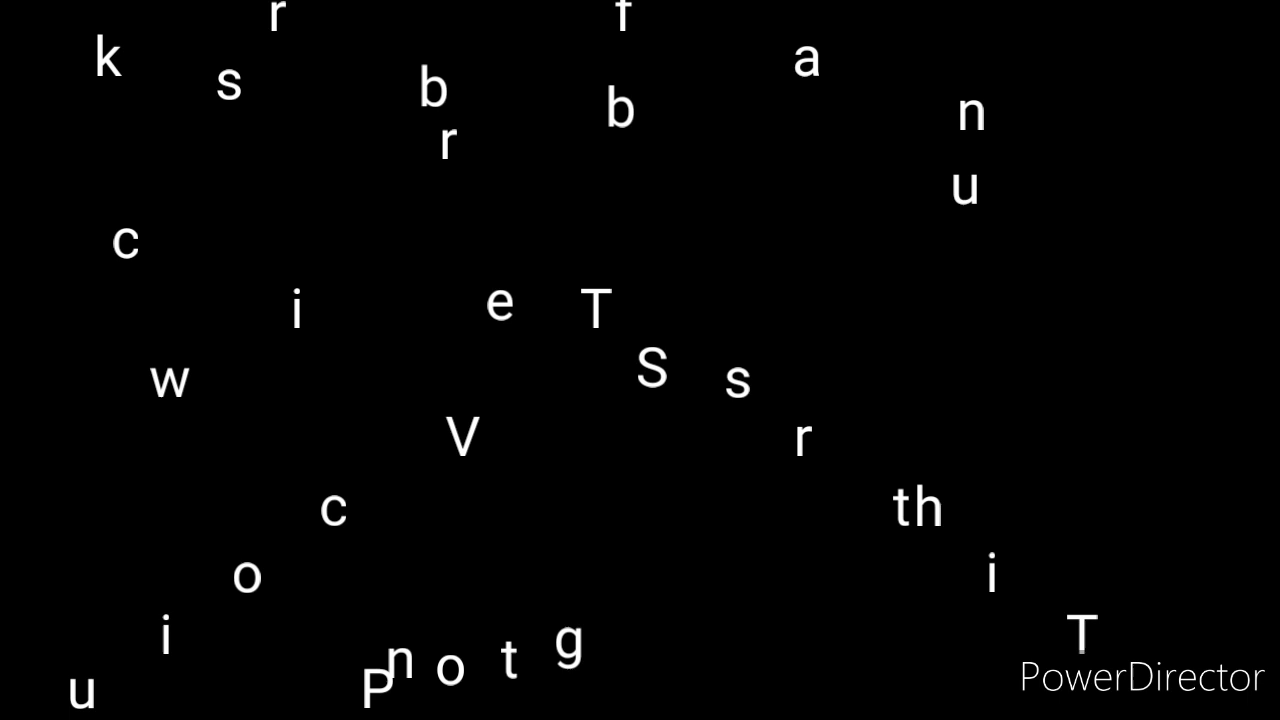 r f
k a
s b
b n
r
u
c
i e T
S s
w
V r
c th
o i
i T
n o t g
u P
PowerDirector